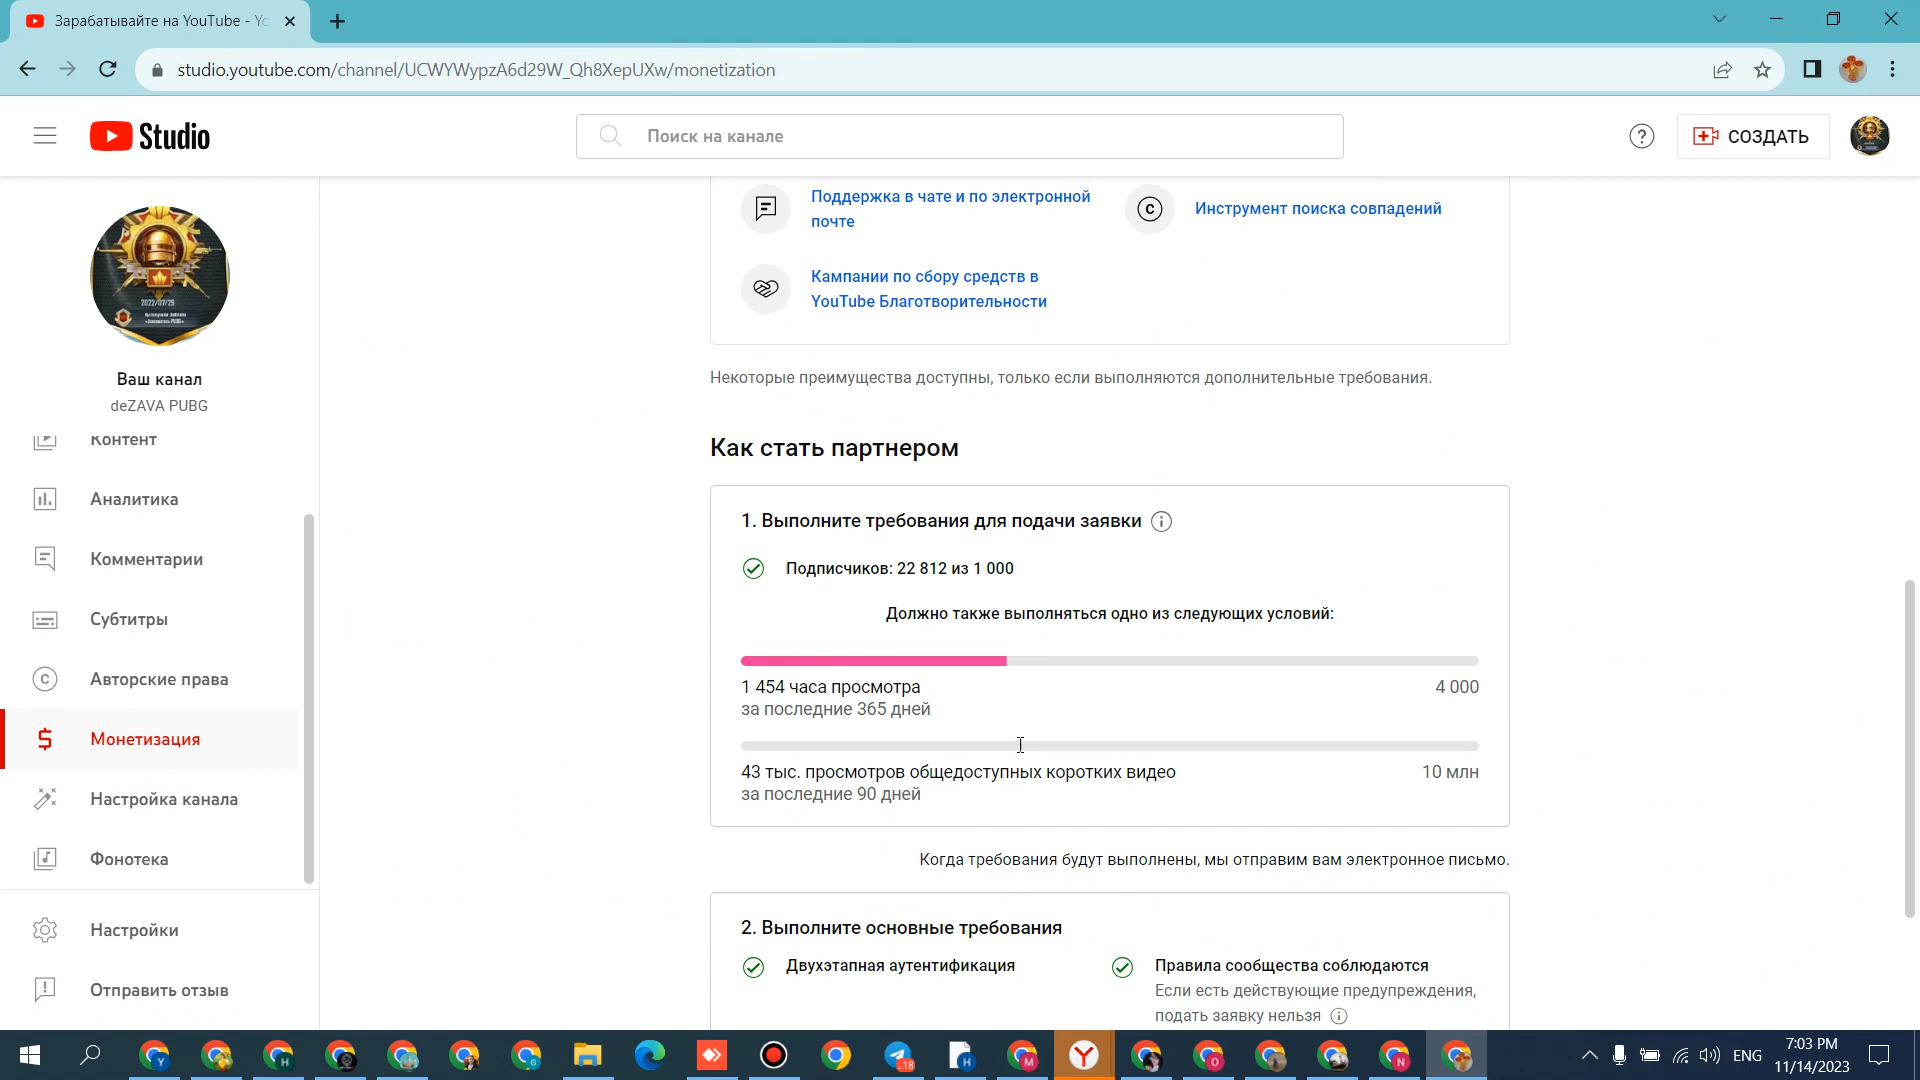 Зарабатывайте на YouTube - Yo
studio.youtube.com/channel/UCWYWypzA6d29W_Qh8XepUXw/monetization
Studio
Поиск на канале
СОЗДАТЬ
2022/07/25
Ваш канал
deZAVA PUBG
Контент
Аналитика
Комментарии
Субтитры
Авторские права
Монетизация
Настройка канала
Фонотека
Настройки
Отправить отзыв
Поддержка в чате и по электронной
почте
Инструмент поиска совпадений
Кампании по сбору средств в
YouTube Благотворительности
Некоторые преимущества доступны, только если выполняются дополнительные требования.
Как стать партнером
1. Выполните требования для подачи заявки
Подписчиков: 22 812 из 1 000
Должно также выполняться одно из следующих условий:
1 454 часа просмотра
4 000
за последние 365 дней
43 тыс. просмотров общедоступных коротких видео
10 млн
за последние 90 дней
Когда требования будут выполнены, мы отправим вам электронное письмо.
2. Выполните основные требования
Двухэтапная аутентификация
Правила сообщества соблюдаются
Если есть действующие предупреждения,
подать заявку нельзя
ENG
7:03 PM
11/14/2023